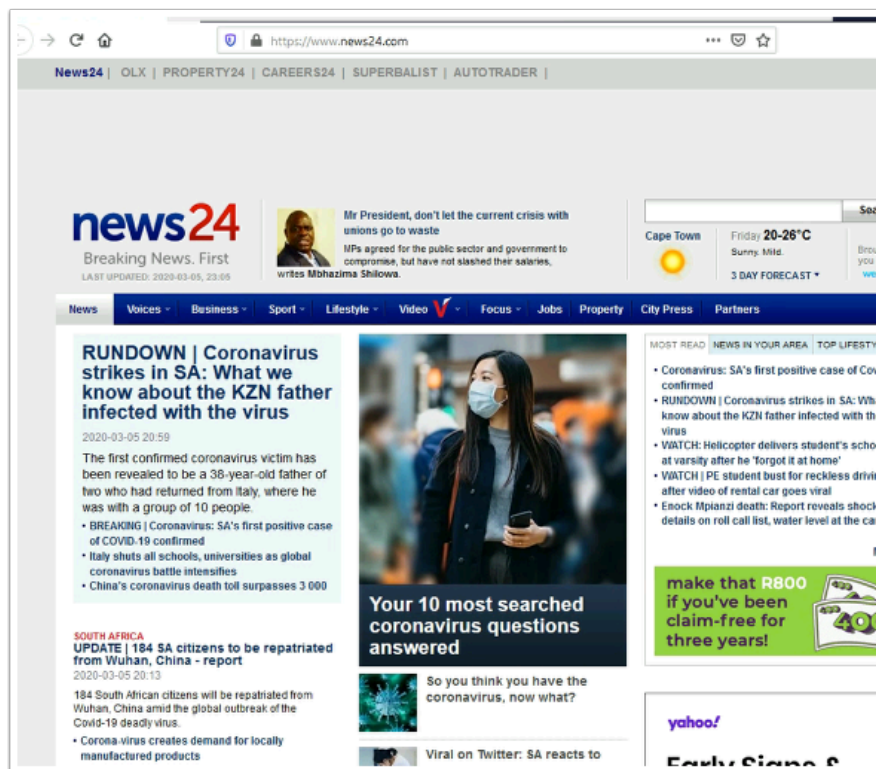 https://www.news24.com
News24 | OLX | PROPERTY24 | CAREERS24 | SUPERBALIST | AUTOTRADER |
news24
Breaking News. First
LAST UPDATED: 2020-03-05, 23:05
Mr President, don't let the current crisis with
unions go to waste
MPs agreed for the public sector and government to
compromise, but have not slashed their salaries,
writes Mbhazima Shilowa.
Cape Town
Friday 20-26°C
Sunny. Mild.
3 DAY FORECAST
you
we
News Voices Business Sport Lifestyle Video Focus Jobs Property City Press Partners
RUNDOWN | Coronavirus
strikes in SA: What we
know about the KZN father
infected with the virus
2020-03-05 20:59
The first confirmed coronavirus victim has
been revealed to be a 38-year-old father of
two who had returned from Italy, where he
was with a group of 10 people.
• BREAKING | Coronavirus: SA's first positive case
of COVID-19 confirmed
• Italy shuts all schools, universities as global
coronavirus battle intensifies
• China's coronavirus death toll surpasses 3 000
SOUTH AFRICA
UPDATE | 184 SA citizens to be repatriated
from Wuhan, China - report
2020-03-05 20:13
184 South African citizens will be repatriated from
Wuhan, China amid the global outbreak of the
Covid-19 deadly virus.
• Corona-virus creates demand for locally
manufactured products
Your 10 most searched
coronavirus questions
answered
So you think you have the
coronavirus, now what?
Viral on Twitter: SA reacts to
MOST READ NEWS IN YOUR AREA TOP LIFESTY
• Coronavirus: SA's first positive case of Cov
confirmed
• RUNDOWN | Coronavirus strikes in SA: Wha
know about the KZN father infected with th
virus
• WATCH: Helicopter delivers student's scho
at varsity after he 'forgot it at home'
• WATCH | PE student bust for reckless drivi
after video of rental car goes viral
• Enock Mpianzi death: Report reveals shock
details on roll call list, water level at the ca
make that R800
if you've been
claim-free for
three years!
400
yahoo!
Early Signs &